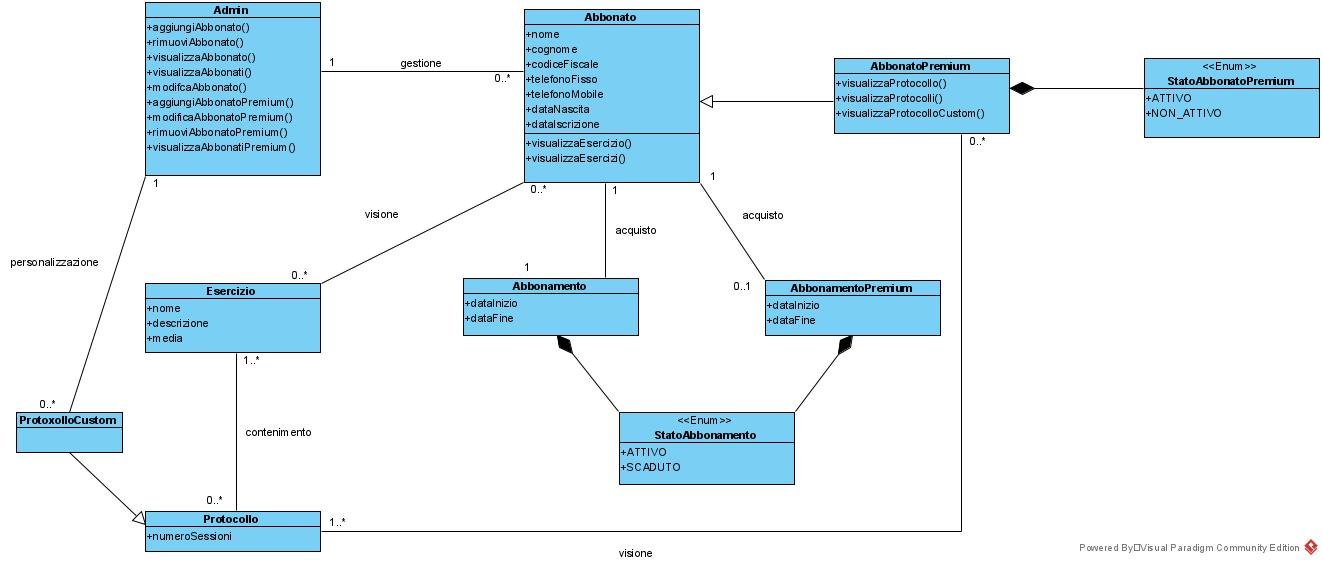 Admin
+aggiungiAbbonato()
+rimuoviAbbonato()
+visualizzaAbbonato()
+visualizzaAbbonati()
+modifcaAbbonato()
+aggiungiAbbonatoPremium()
+modificaAbbonatoPremium()
+rimuoviAbbonatoPremium()
+visualizzaAbbonatiPremium()
1
gestione
0..*
Abbonato
+nome
+cognome
+codiceFiscale
+telefonoFisso
+telefonoMobile
+dataNascita
+dataIscrizione
+visualizzaEsercizio()
+visualizzaEsercizi()
AbbonatoPremium
+visualizzaProtocollo()
+visualizzaProtocolli()
+visualizzaProtocolloCustom()
<<Enum>>
StatoAbbonatoPremium
+ATTIVO
+NON_ATTIVO
0..*
1
0..*
1
1
visione
acquisto
acquisto
personalizzazione
0..*
1
0..1
Esercizio
+nome
+descrizione
+media
Abbonamento
+dataInizio
+dataFine
AbbonamentoPremium
+dataInizio
+dataFine
1..*
0..*
ProtoxolloCustom
contenimento
<<Enum>>
StatoAbbonamento
+ATTIVO
+SCADUTO
0..*
Protocollo
+numeroSessioni
1..*
visione
Powered By Visual Paradigm Community Edition